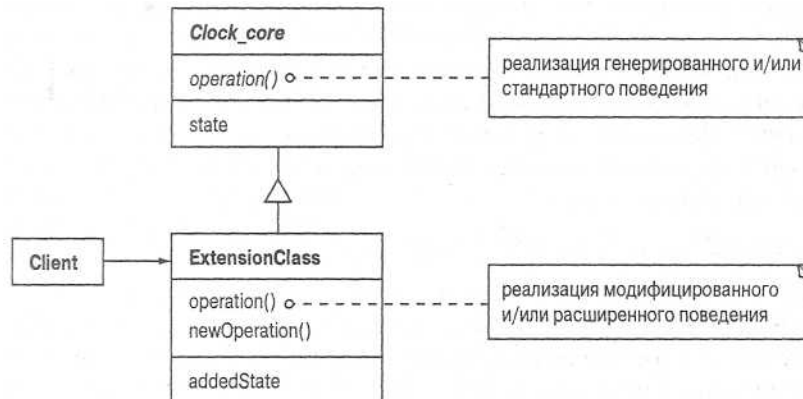 Clock_core
operation()
реализация генерированного и/или
стандартного поведения
state
Client
ExtensionClass
operation()
newOperation()
реализация модифицированного
и/или расширенного поведения
addedState